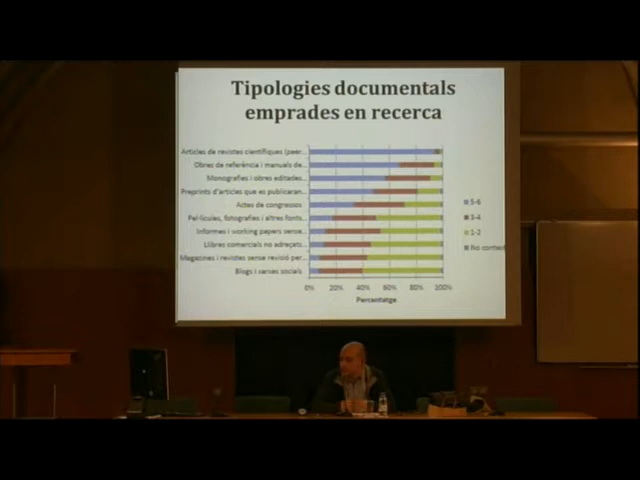 Tipologies documentals
emprades en recerca
Articles de revistes científiques (peer...
Obres de referència i manuals de...
Monografies i obres editades
Preprints d'articles que es publicaran
Actes de congressos
Pel·lícules, fotografies i altres fonts
Informes i working papers sense
Llibres comercials no adreçats
Magazines i revistes sense revisió per...
Blogs i xarxes socials
0% 20% 40% 60% 80% 100%
Percentatge
5-6
3-4
1-2
No contest